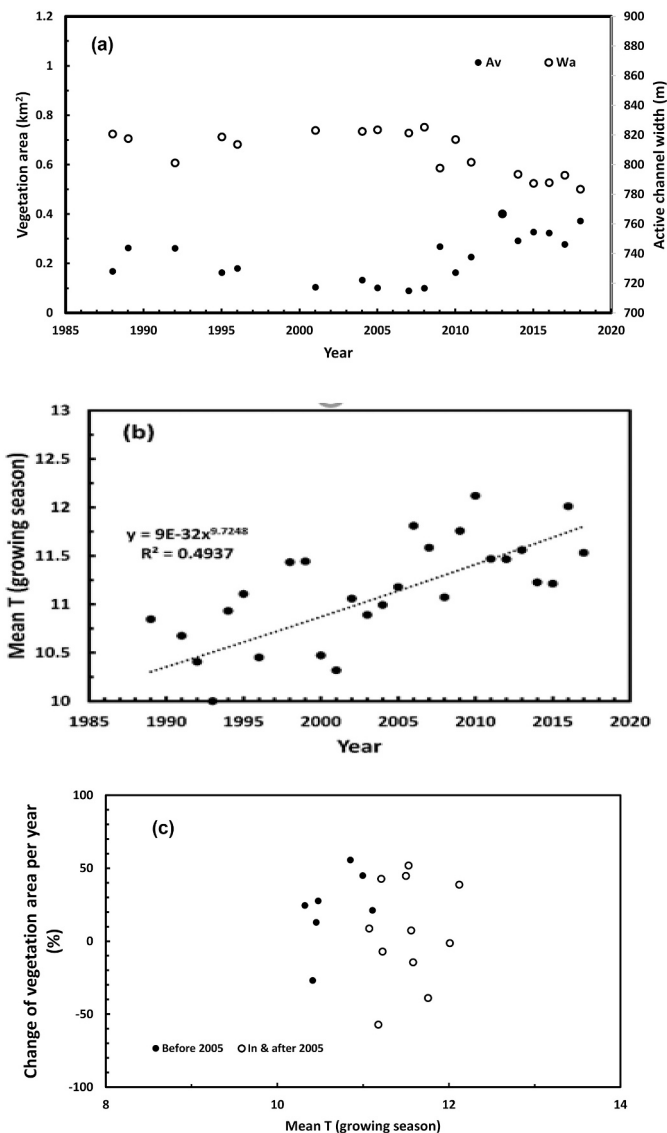 (a)
Av
Wa
Vegetation area (km²)
Active channel width (m)
1.2
1
0.8
0.6
0.4
0.2
0
900
880
860
840
820
800
780
760
740
720
700
1985 1990 1995 2000 2005 2010 2015 2020
Year
(b)
y = 9E-32x^9.7248
R² = 0.4937
Mean T (growing season)
13
12.5
12
11.5
11
10.5
10
1985 1990 1995 2000 2005 2010 2015 2020
Year
(c)
Change of vegetation area per year
(%)
100
50
0
-50
-100
Before 2005 In & after 2005
8 10 12 14
Mean T (growing season)